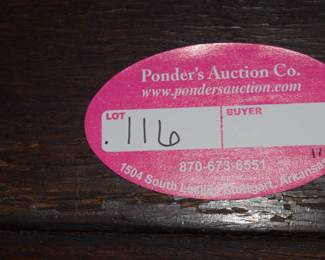 Ponder's Auction Co.
www.pondersauction.com
LOT
BUYER
.116
870-673-6551
1504 South Leslie, Stuttgart, Arkansas